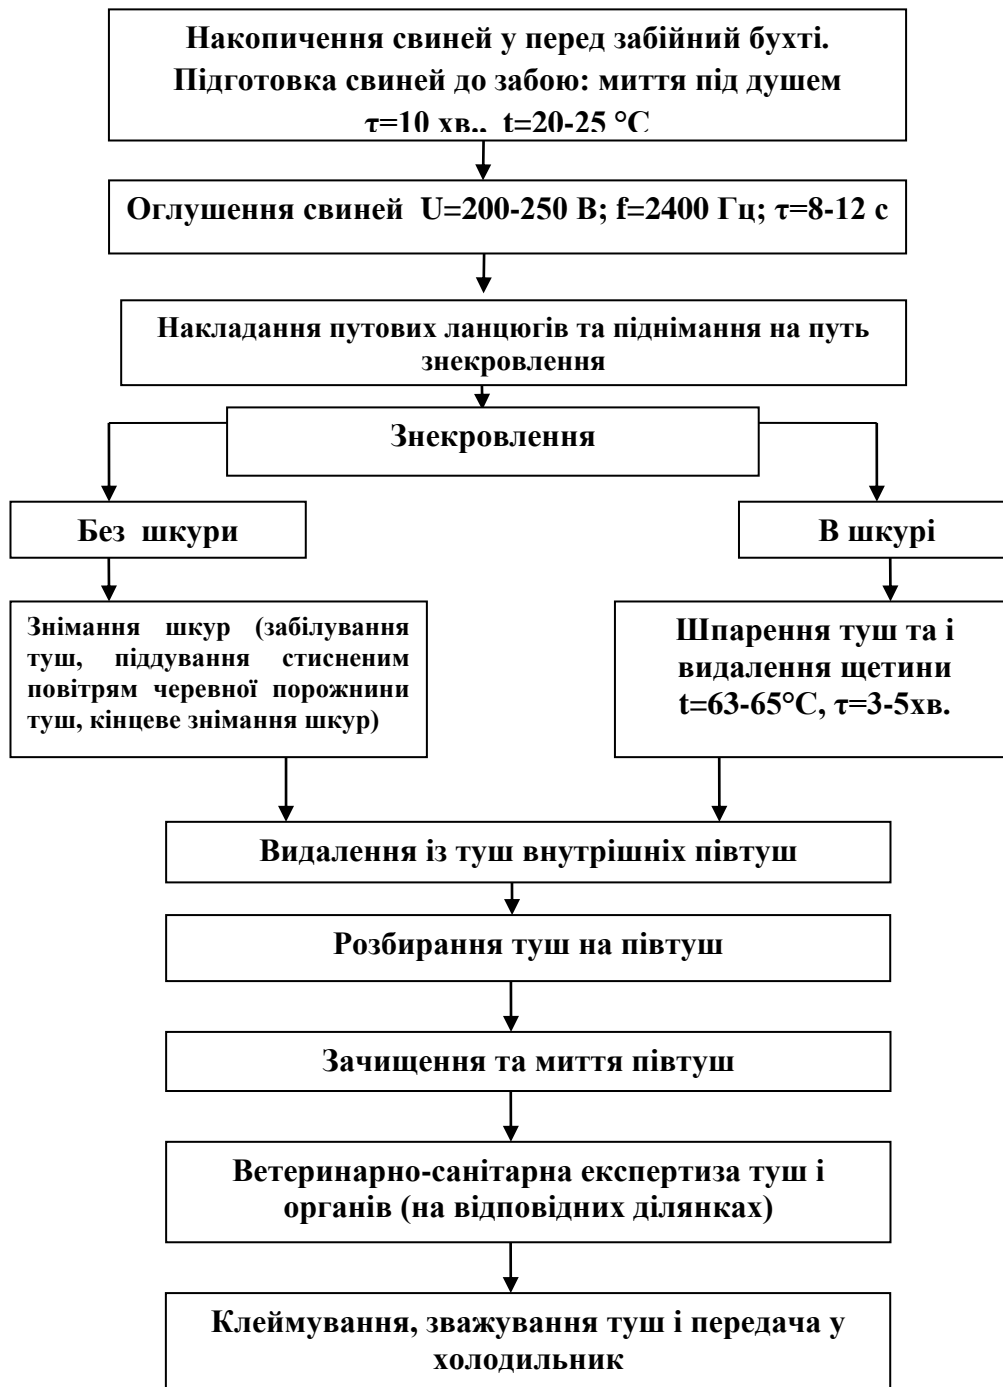 Накопичення свиней у перед забійний бухті.
Підготовка свиней до забою: миття під душем
τ=10 хв., t=20-25 °С
Оглушення свиней U=200-250 В; f=2400 Гц; τ=8-12 с
Накладання путових ланцюгів та піднімання на путь
знекровлення
Знекровлення
Без шкури
В шкурі
Знімання шкур (забілування
туш, піддування стисненим
повітрям черевної порожнини
туш, кінцеве знімання шкур)
Шпарення туш та і
видалення щетини
t=63-65°С, τ=3-5хв.
Видалення із туш внутрішніх півтуш
Розбирання туш на півтуш
Зачищення та миття півтуш
Ветеринарно-санітарна експертиза туш і
органів (на відповідних ділянках)
Клеймування, зважування туш і передача у
холодильник